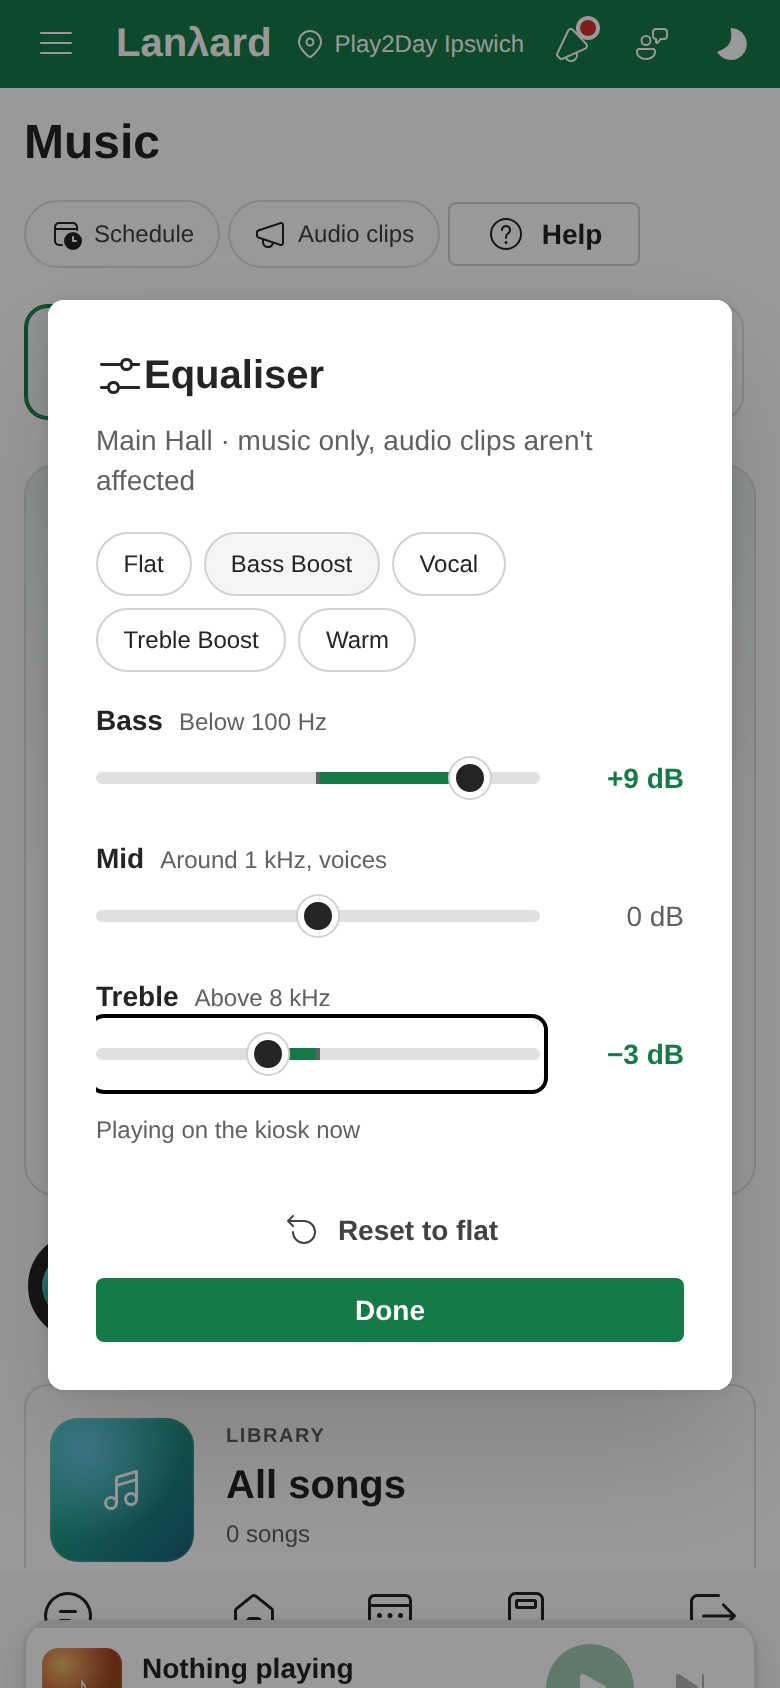 Lanλard
Play2Day Ipswich
Music
Schedule
Audio clips
Help
Equaliser
Main Hall · music only, audio clips aren't
affected
Flat
Bass Boost
Vocal
Treble Boost
Warm
Bass Below 100 Hz
+9 dB
Mid Around 1 kHz, voices
0 dB
Treble Above 8 kHz
−3 dB
Playing on the kiosk now
Reset to flat
Done
LIBRARY
All songs
0 songs
Nothing playing